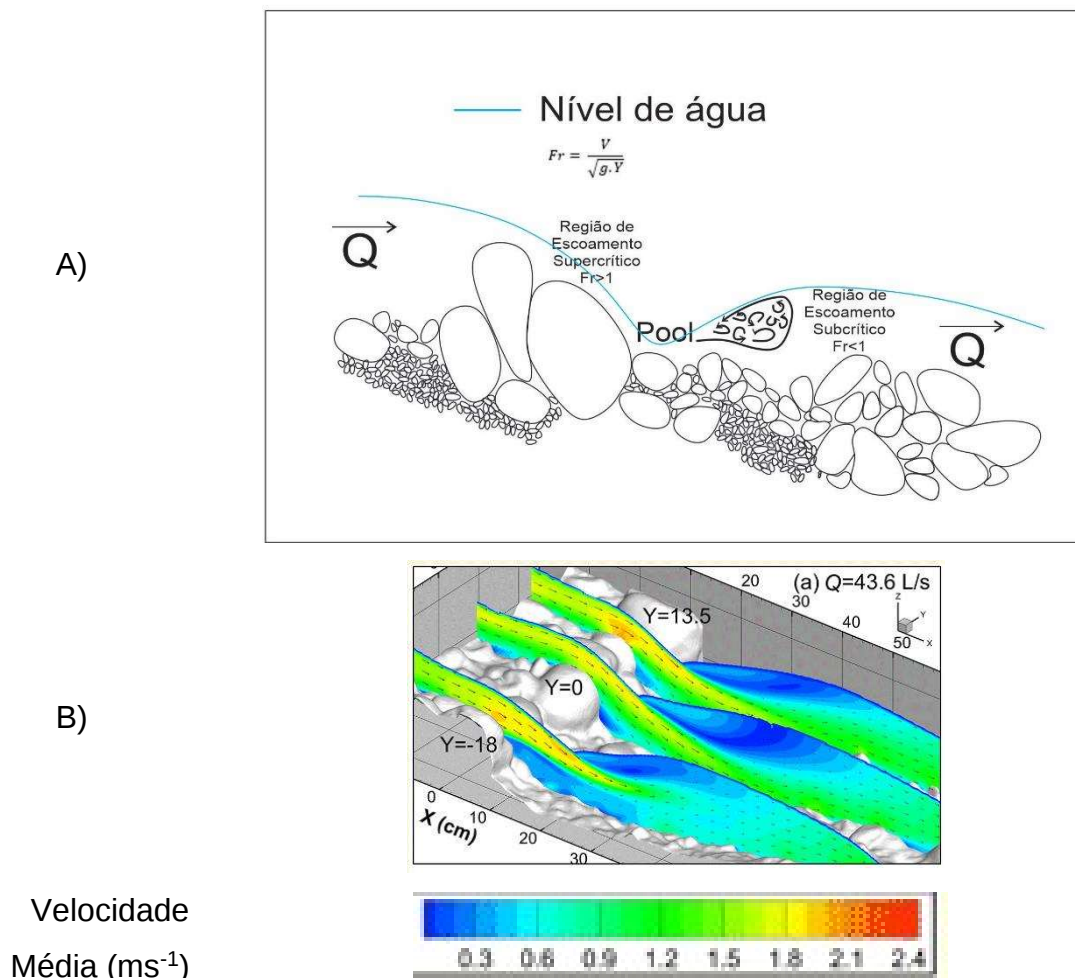 A)
Nível de água
Fr = V / √g.Y
Q
Região de
Escoamento
Supercrítico
Fr>1
Pool
Região de
Escoamento
Subcrítico
Fr<1
Q
B)
(a) Q=43.6 L/s
20
30
40
50
z
Y
X
Y=13.5
Y=0
Y=-18
0
10
20
30
X (cm)
Velocidade
Média (ms⁻¹)
0.3 0.6 0.9 1.2 1.5 1.8 2.1 2.4